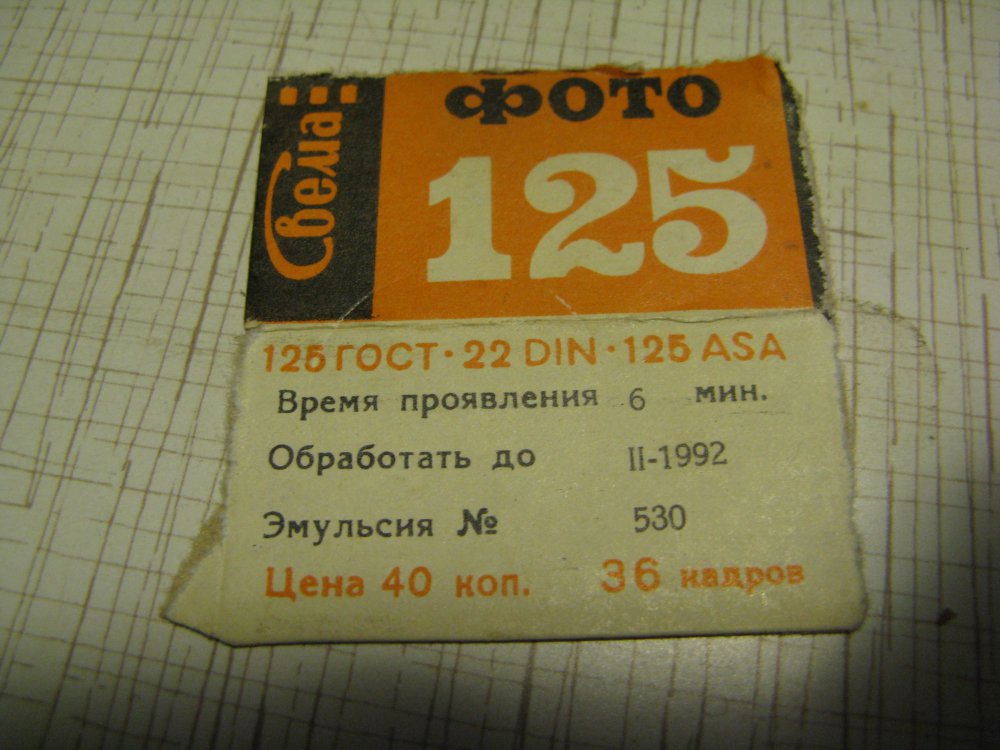 Свема
ФОТО
125
125 ГОСТ · 22 DIN · 125 ASA
Время проявления 6 мин.
Обработать до II-1992
Эмульсия № 530
Цена 40 коп. 36 кадров